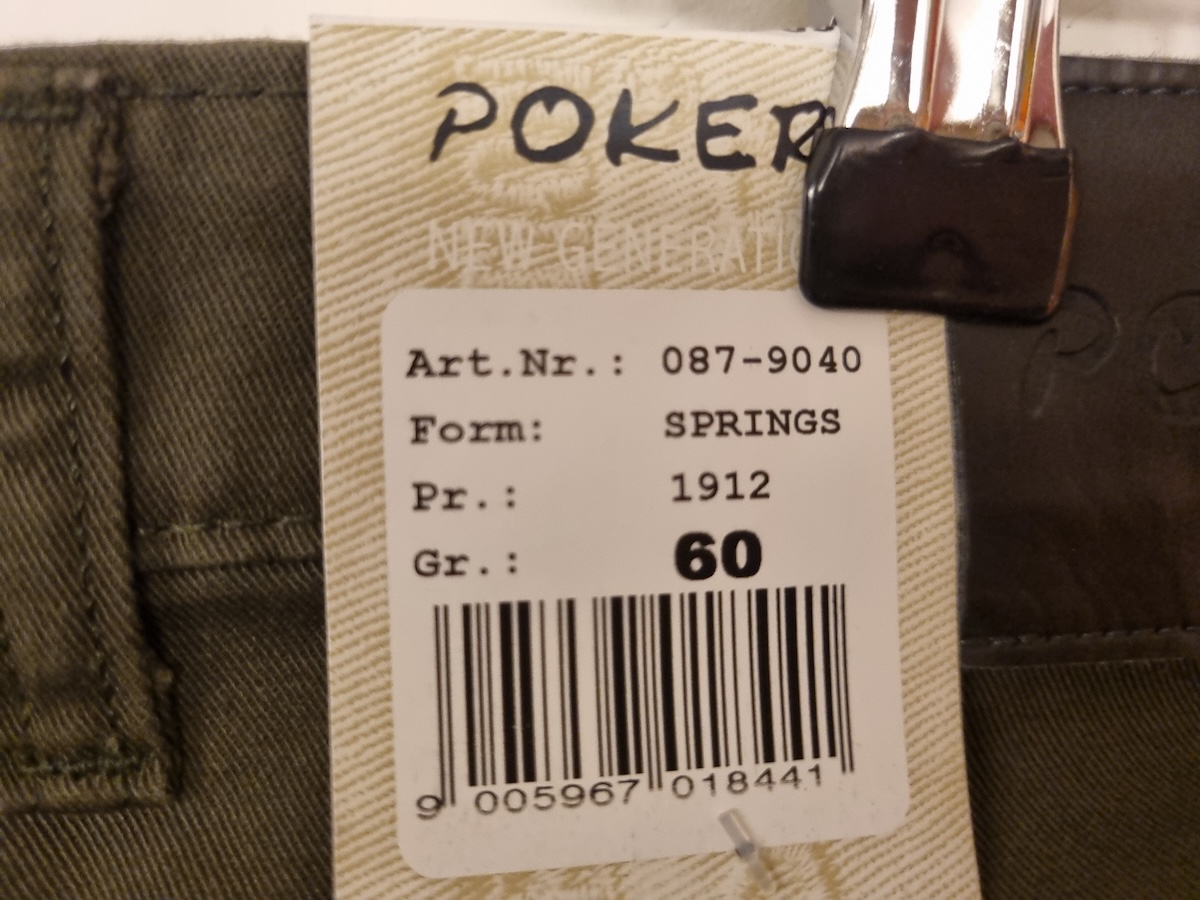 POKER
NEW GENERATIO
Art.Nr.: 087-9040
Form: SPRINGS
Pr.: 1912
Gr.: 60
9 005967 018441